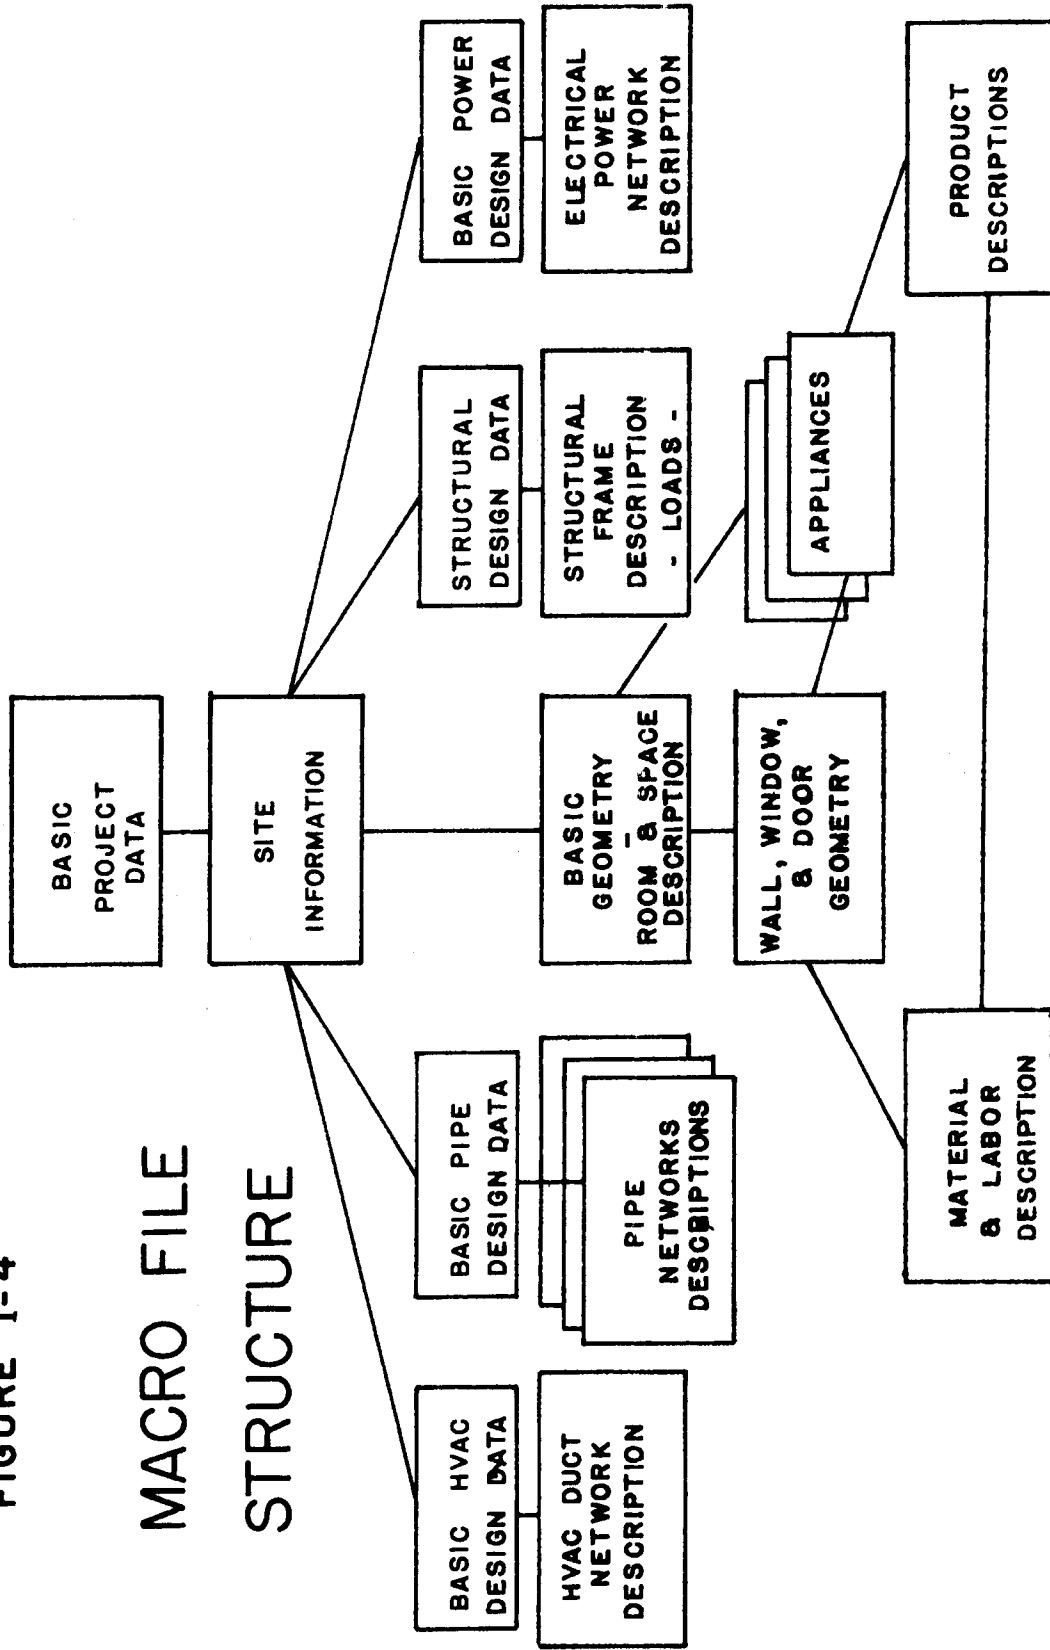 FIGURE I-4
MACRO FILE
STRUCTURE
BASIC
PROJECT
DATA
SITE
INFORMATION
BASIC HVAC
DESIGN DATA
BASIC PIPE
DESIGN DATA
STRUCTURAL
DESIGN DATA
BASIC POWER
DESIGN DATA
HVAC DUCT
NETWORK
DESCRIPTION
PIPE
NETWORKS
DESCRIPTIONS
BASIC
GEOMETRY
–
ROOM & SPACE
DESCRIPTION
STRUCTURAL
FRAME
DESCRIPTION
- LOADS -
ELECTRICAL
POWER
NETWORK
DESCRIPTION
WALL, WINDOW,
& DOOR
GEOMETRY
APPLIANCES
MATERIAL
& LABOR
DESCRIPTION
PRODUCT
DESCRIPTIONS